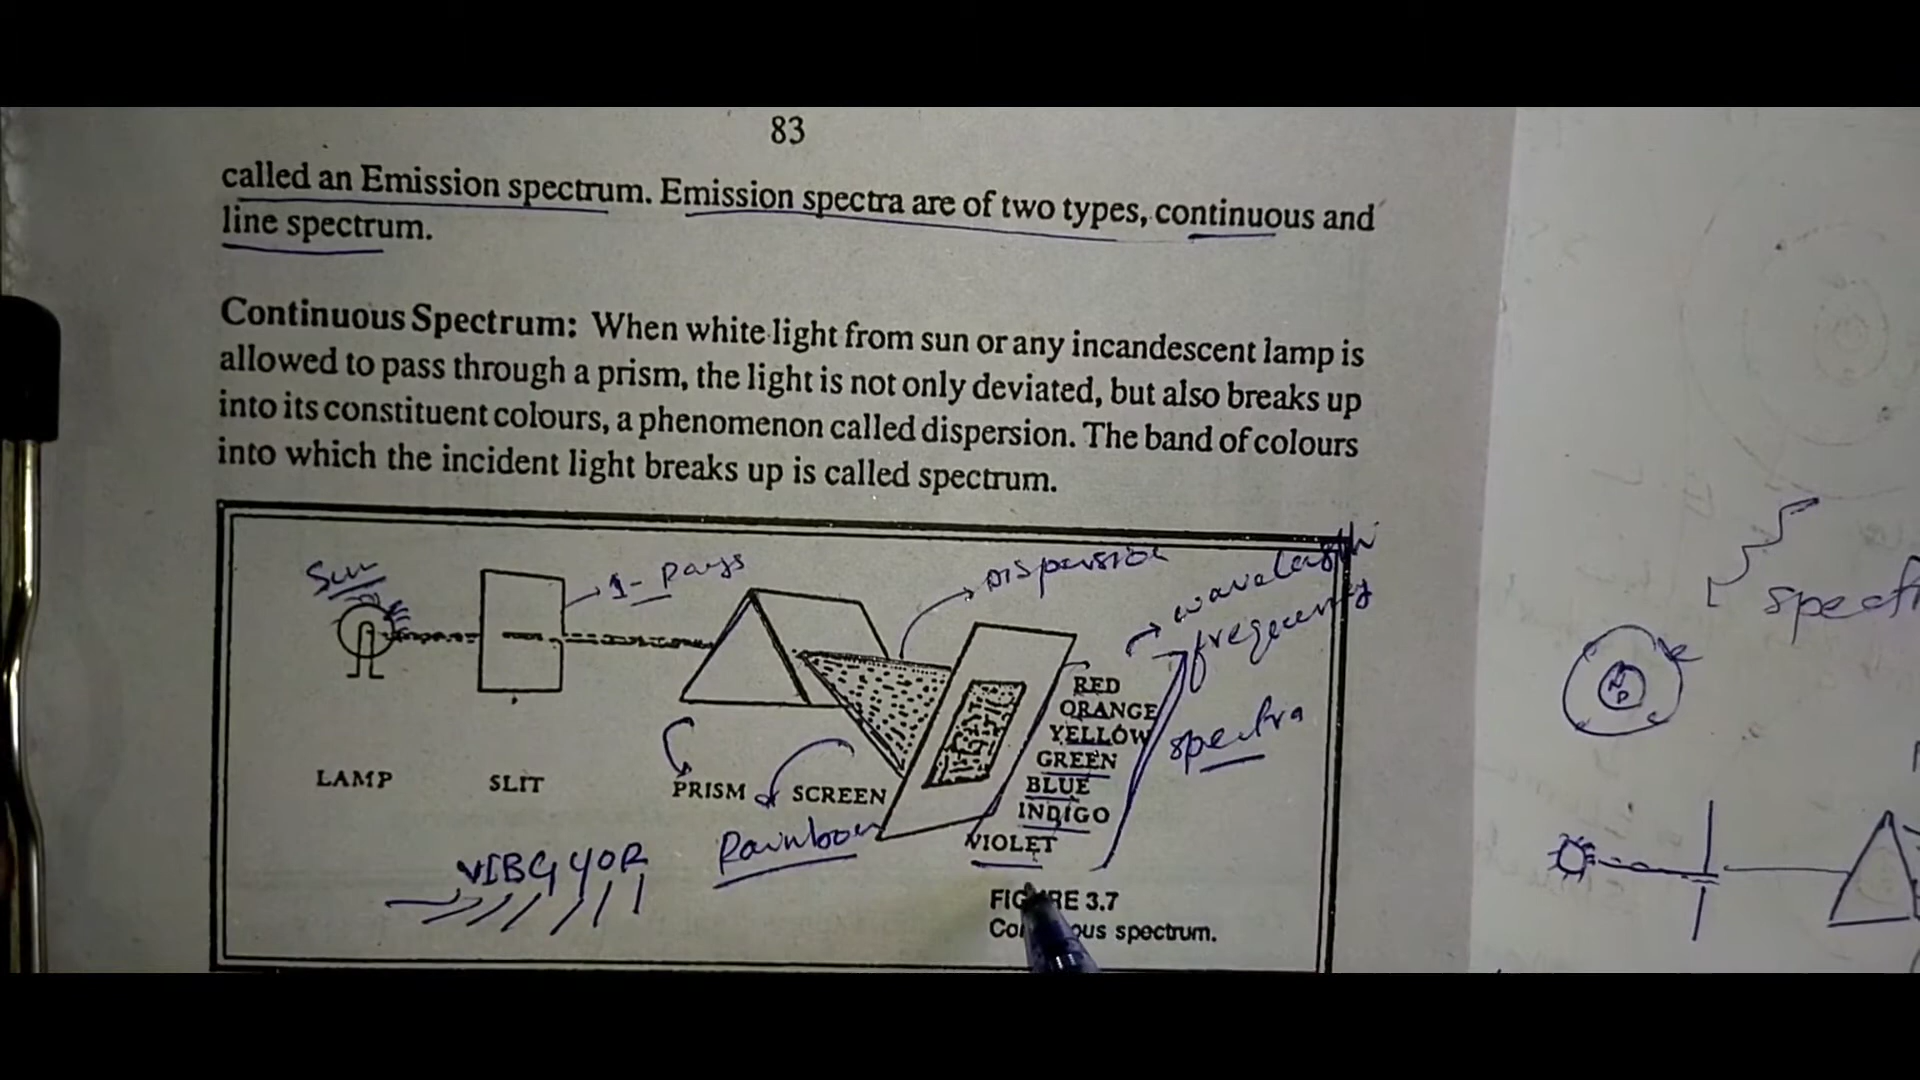 83
called an Emission spectrum. Emission spectra are of two types, continuous and
line spectrum.
Continuous Spectrum: When white light from sun or any incandescent lamp is
allowed to pass through a prism, the light is not only deviated, but also breaks up
into its constituent colours, a phenomenon called dispersion. The band of colours
into which the incident light breaks up is called spectrum.
Sun
1- Rays
Dispersion
wavelength
frequency
spectra
RED
ORANGE
YELLOW
GREEN
BLUE
INDIGO
VIOLET
LAMP
SLIT
PRISM
SCREEN
Rainbow
VIBGYOR
3.7
spectrum.